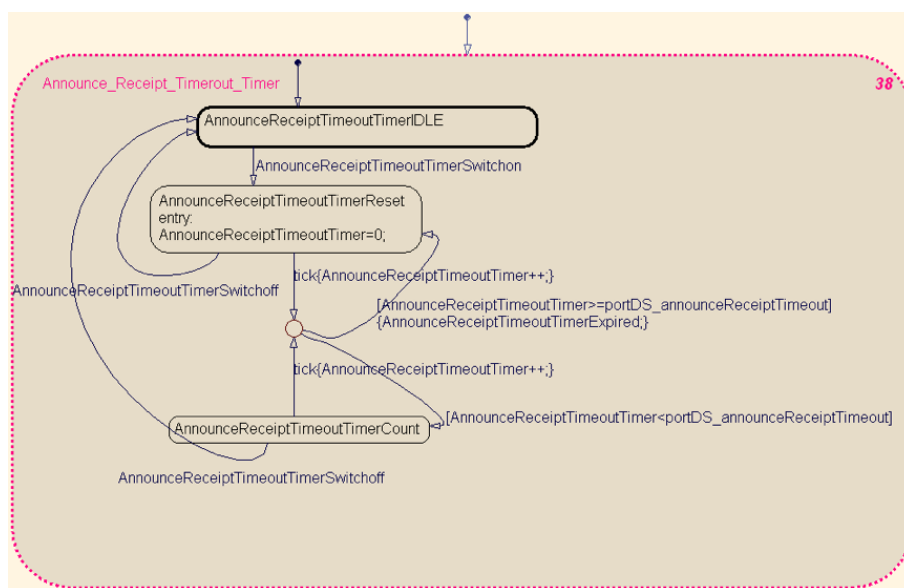 Announce_Receipt_Timerout_Timer
38
AnnounceReceiptTimeoutTimerIDLE
AnnounceReceiptTimeoutTimerSwitchon
AnnounceReceiptTimeoutTimerReset
entry:
AnnounceReceiptTimeoutTimer=0;
tick{AnnounceReceiptTimeoutTimer++;}
AnnounceReceiptTimeoutTimerSwitchoff
[AnnounceReceiptTimeoutTimer>=portDS_announceReceiptTimeout]
{AnnounceReceiptTimeoutTimerExpired;}
tick{AnnounceReceiptTimeoutTimer++;}
[AnnounceReceiptTimeoutTimer<portDS_announceReceiptTimeout]
AnnounceReceiptTimeoutTimerCount
AnnounceReceiptTimeoutTimerSwitchoff